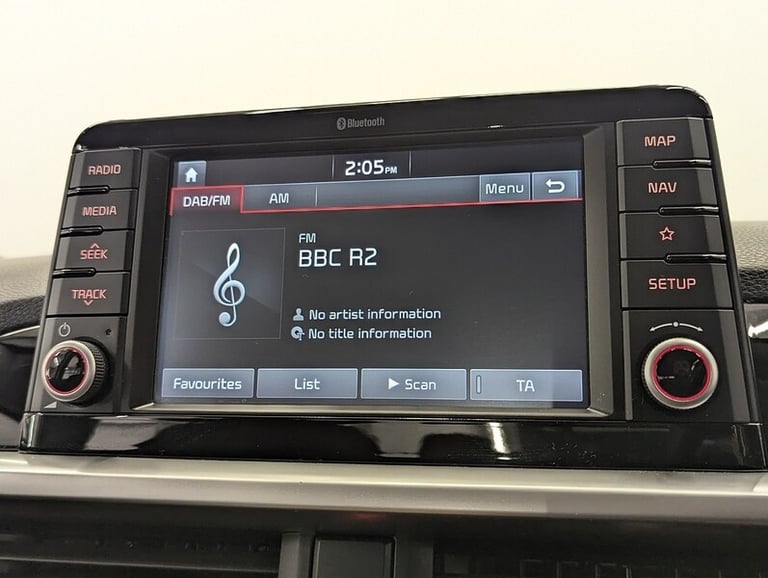 Bluetooth
RADIO
MEDIA
SEEK
TRACK
2:05PM
DAB/FM AM Menu
FM
BBC R2
No artist information
No title information
Favourites List Scan TA
MAP
NAV
SETUP